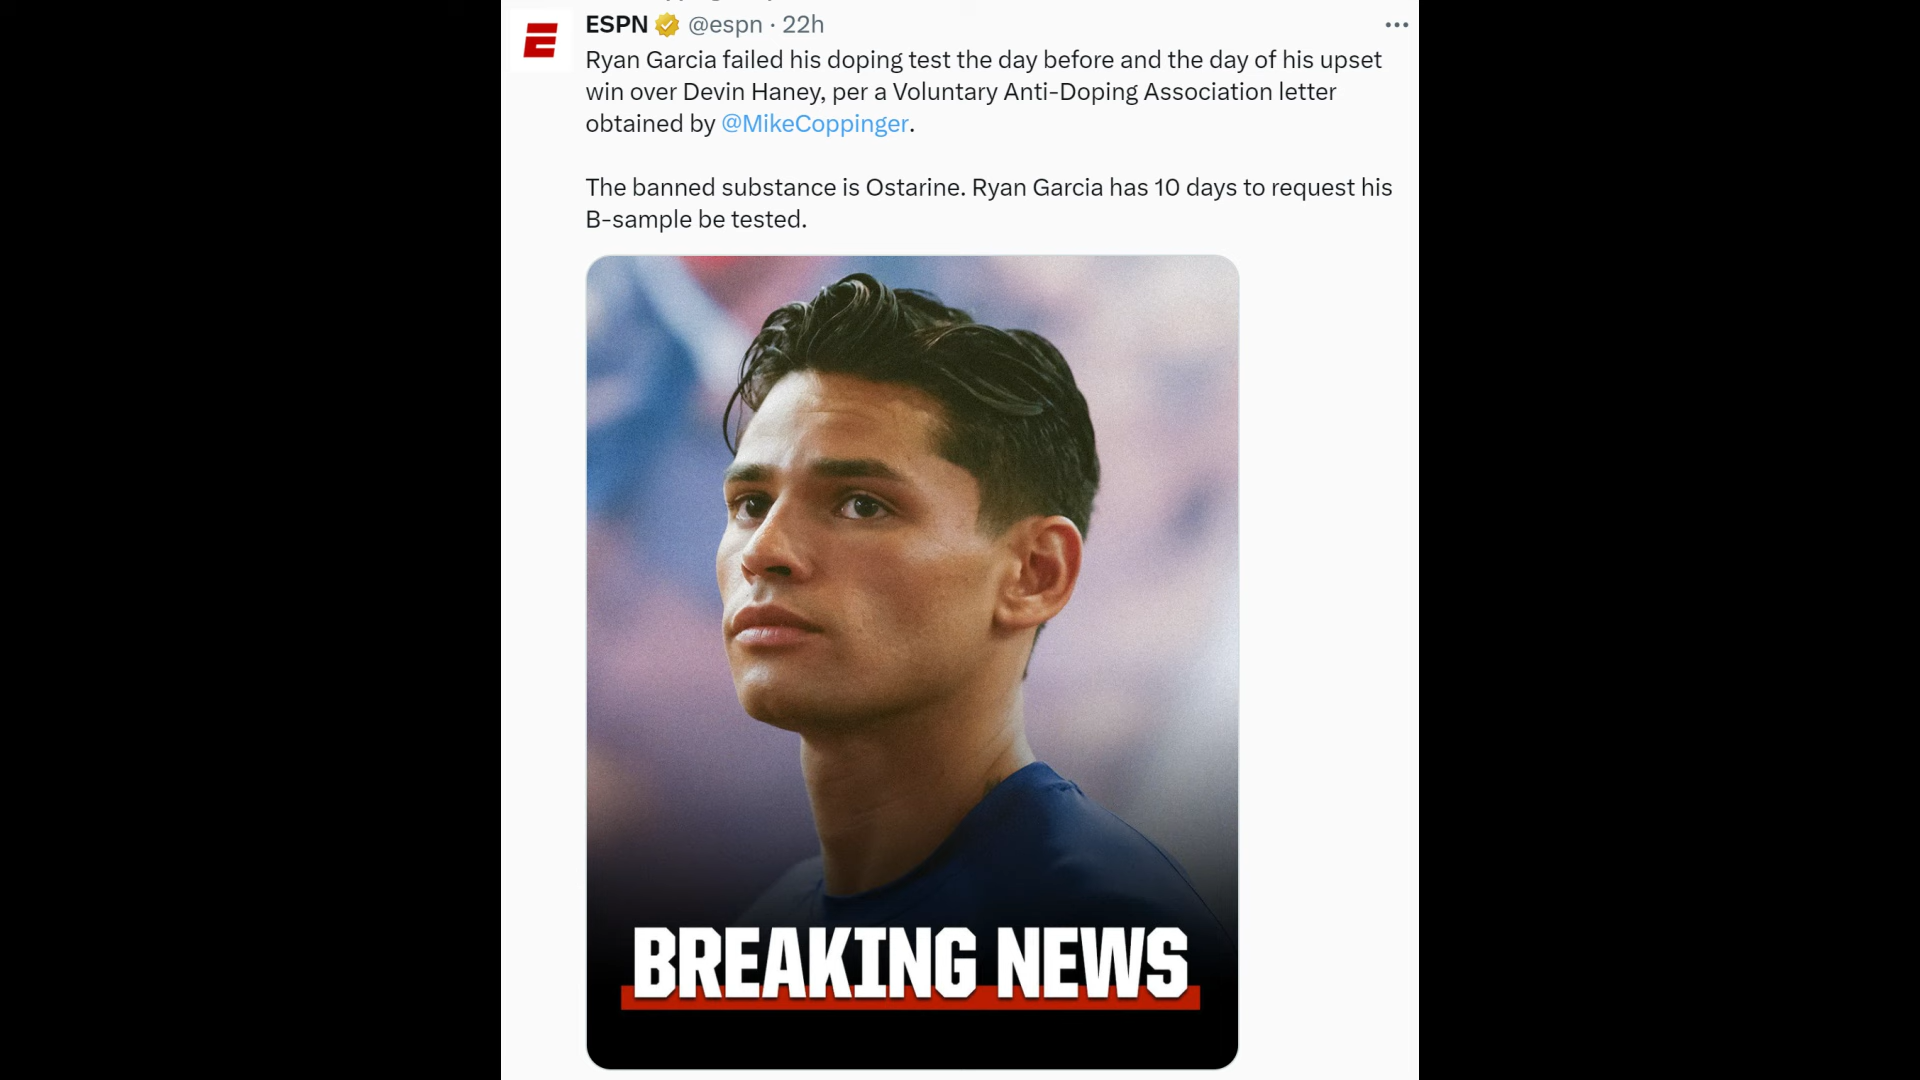 ESPN @espn · 22h
Ryan Garcia failed his doping test the day before and the day of his upset
win over Devin Haney, per a Voluntary Anti-Doping Association letter
obtained by @MikeCoppinger.
The banned substance is Ostarine. Ryan Garcia has 10 days to request his
B-sample be tested.
BREAKING NEWS